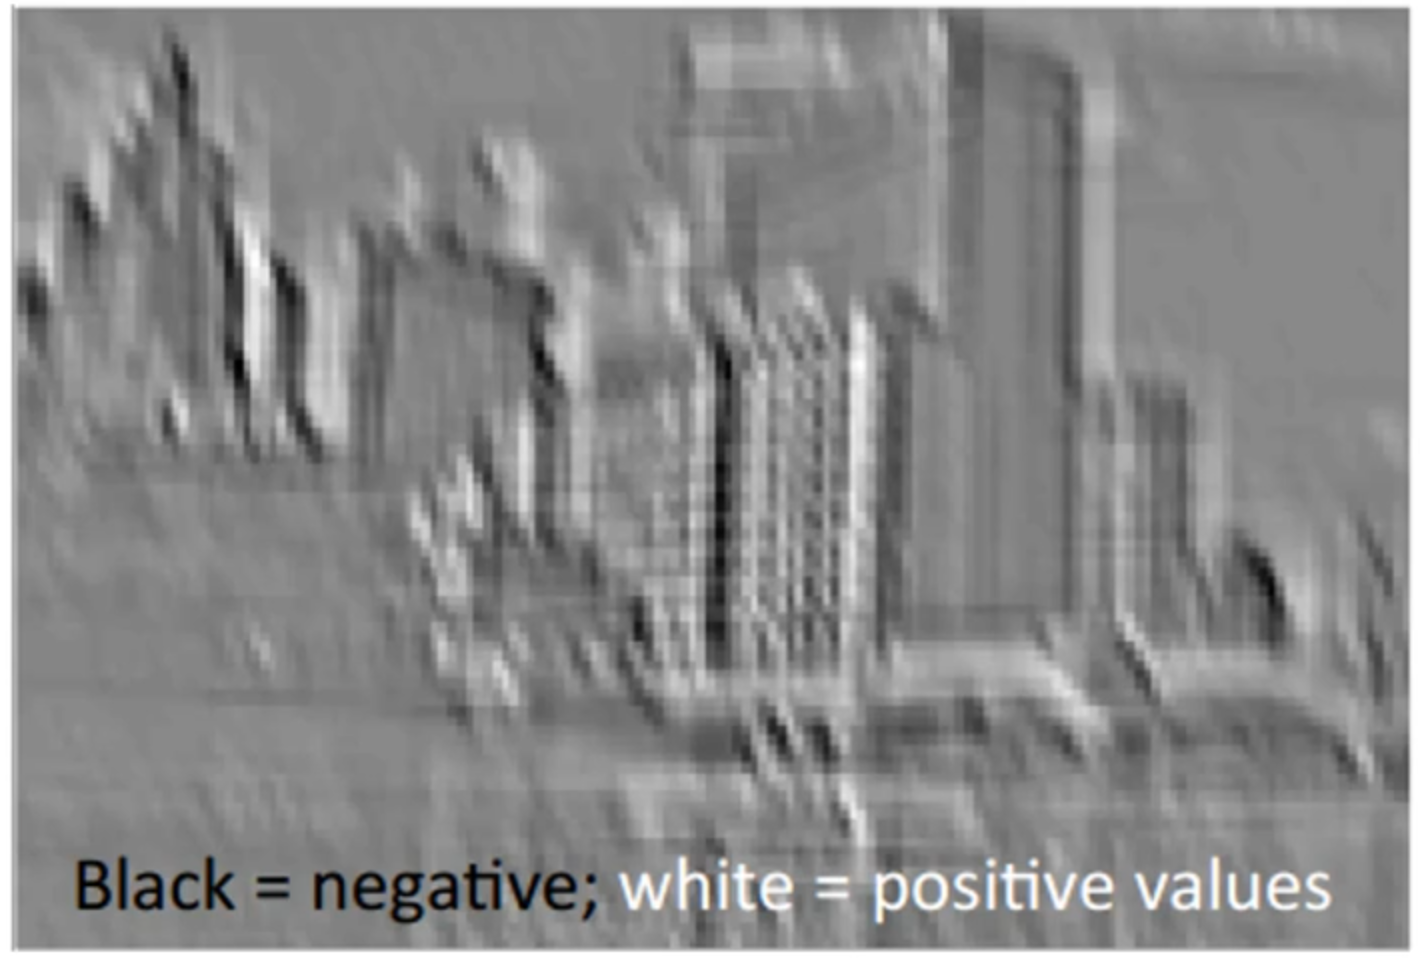 Black = negative; white = positive values